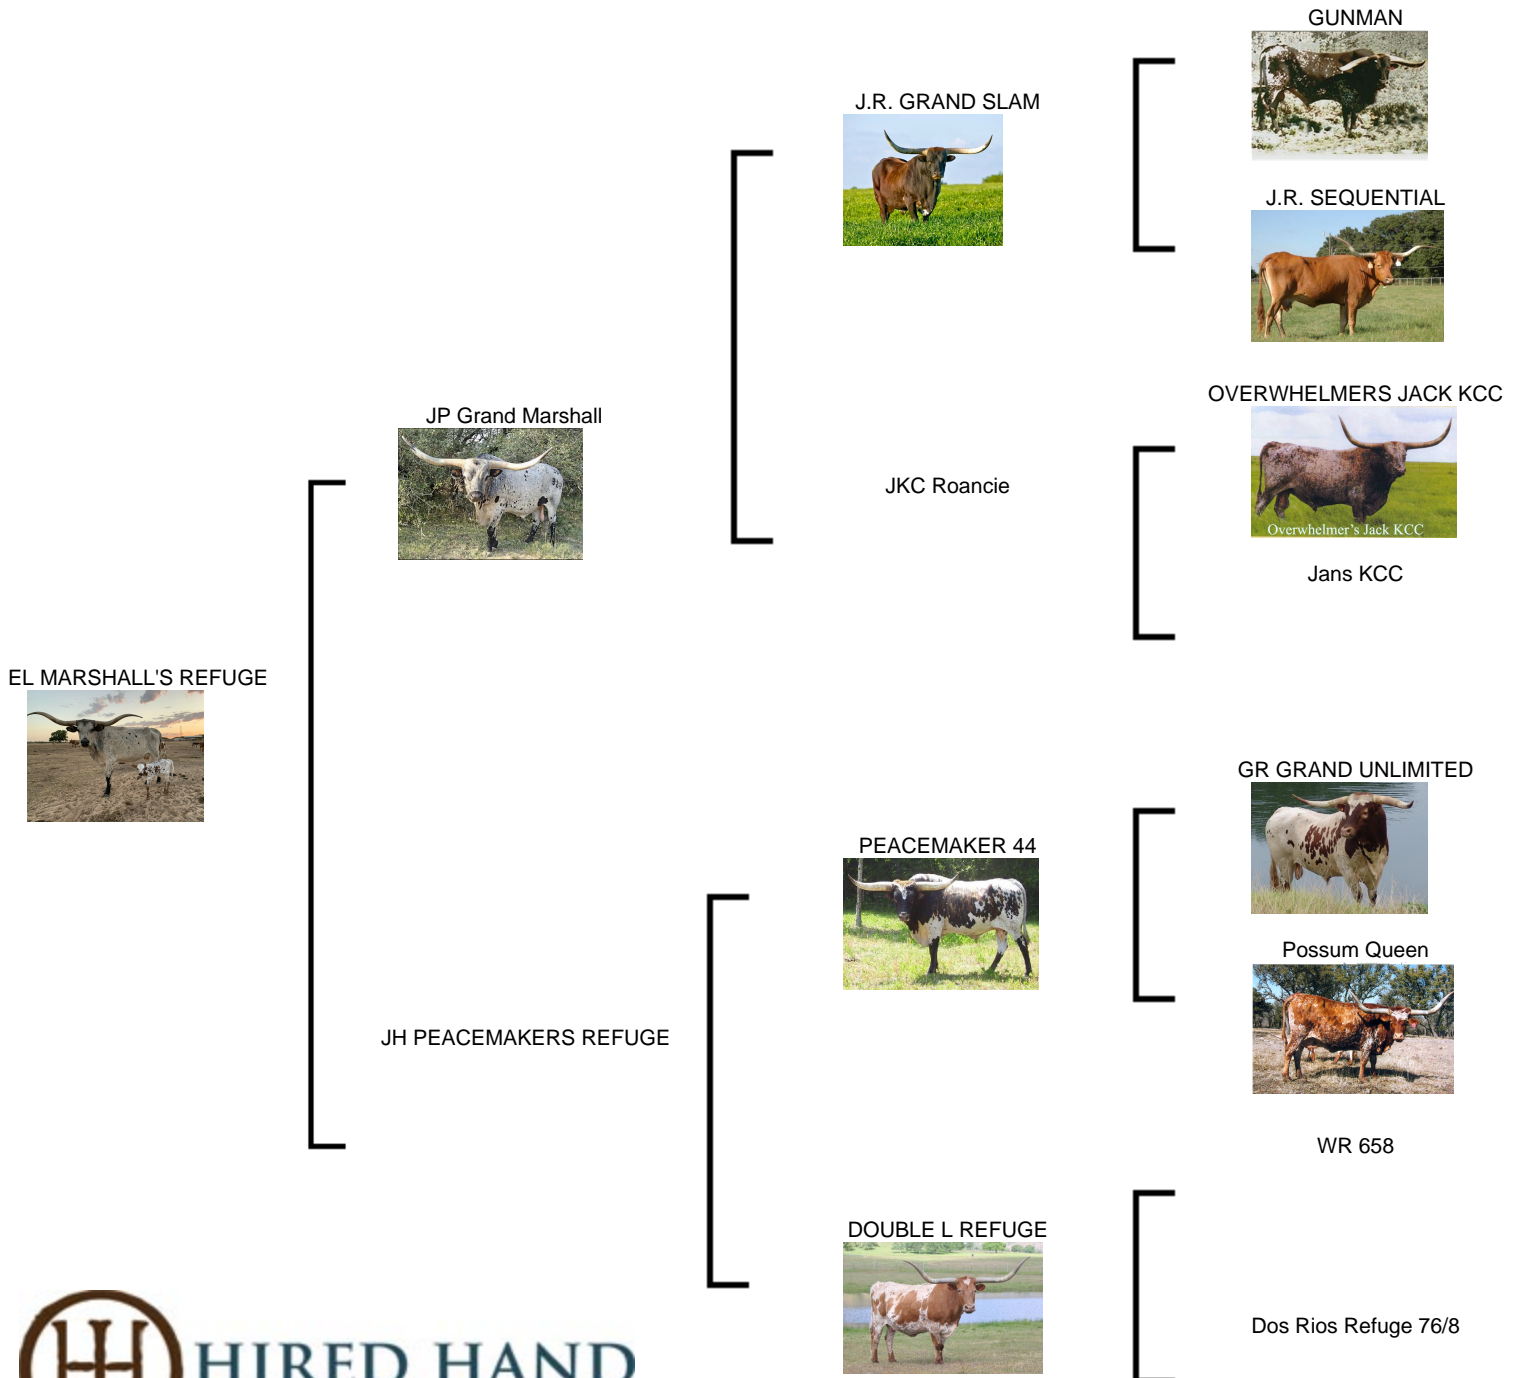 GUNMAN
J.R. GRAND SLAM
J.R. SEQUENTIAL
OVERWHELMERS JACK KCC
JP Grand Marshall
JKC Roancie
Overwhelmer's Jack KCC
Jans KCC
EL MARSHALL'S REFUGE
GR GRAND UNLIMITED
PEACEMAKER 44
Possum Queen
JH PEACEMAKERS REFUGE
WR 658
DOUBLE L REFUGE
Dos Rios Refuge 76/8
HIRED HAND